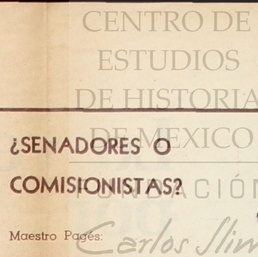 CENTRO DE
ESTUDIOS
DE HISTORIA
DE MEXICO
¿SENADORES O
COMISIONISTAS?
FUNDACIÓN
Maestro Pagés:
Carlos Slim